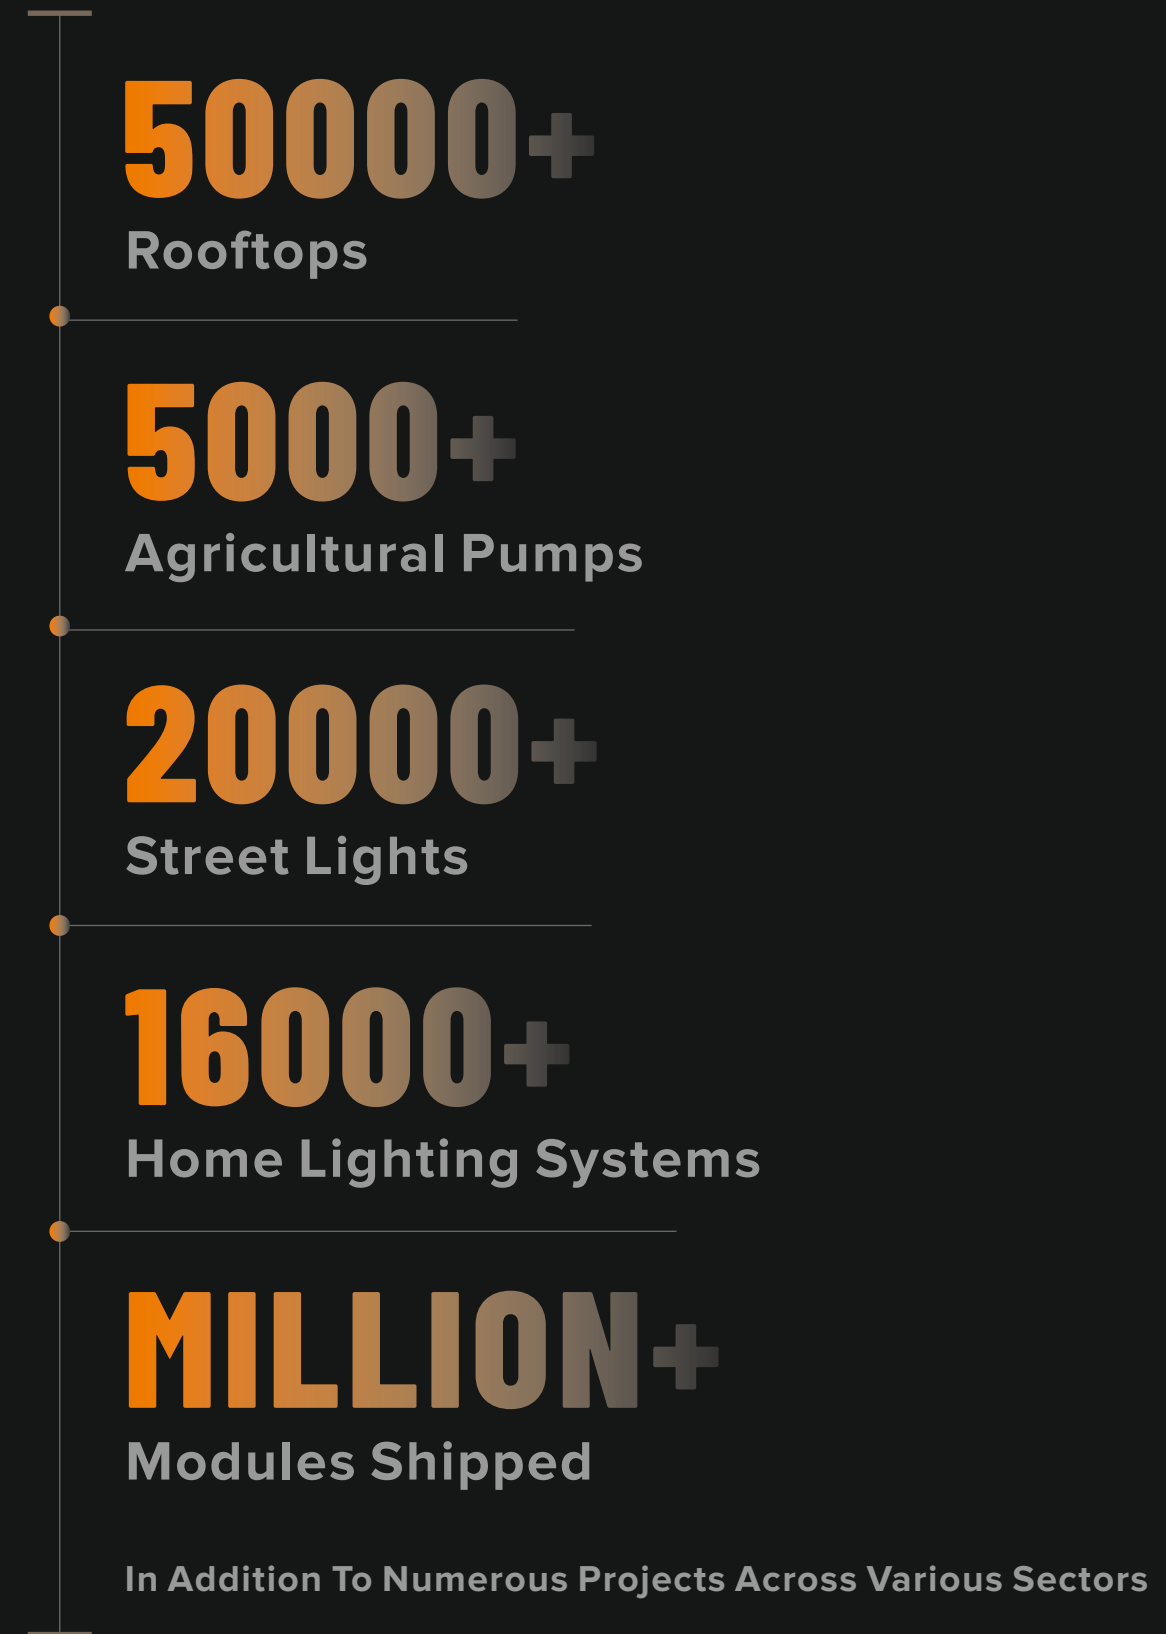 50000+
Rooftops
5000+
Agricultural Pumps
20000+
Street Lights
16000+
Home Lighting Systems
MILLION+
Modules Shipped
In Addition To Numerous Projects Across Various Sectors